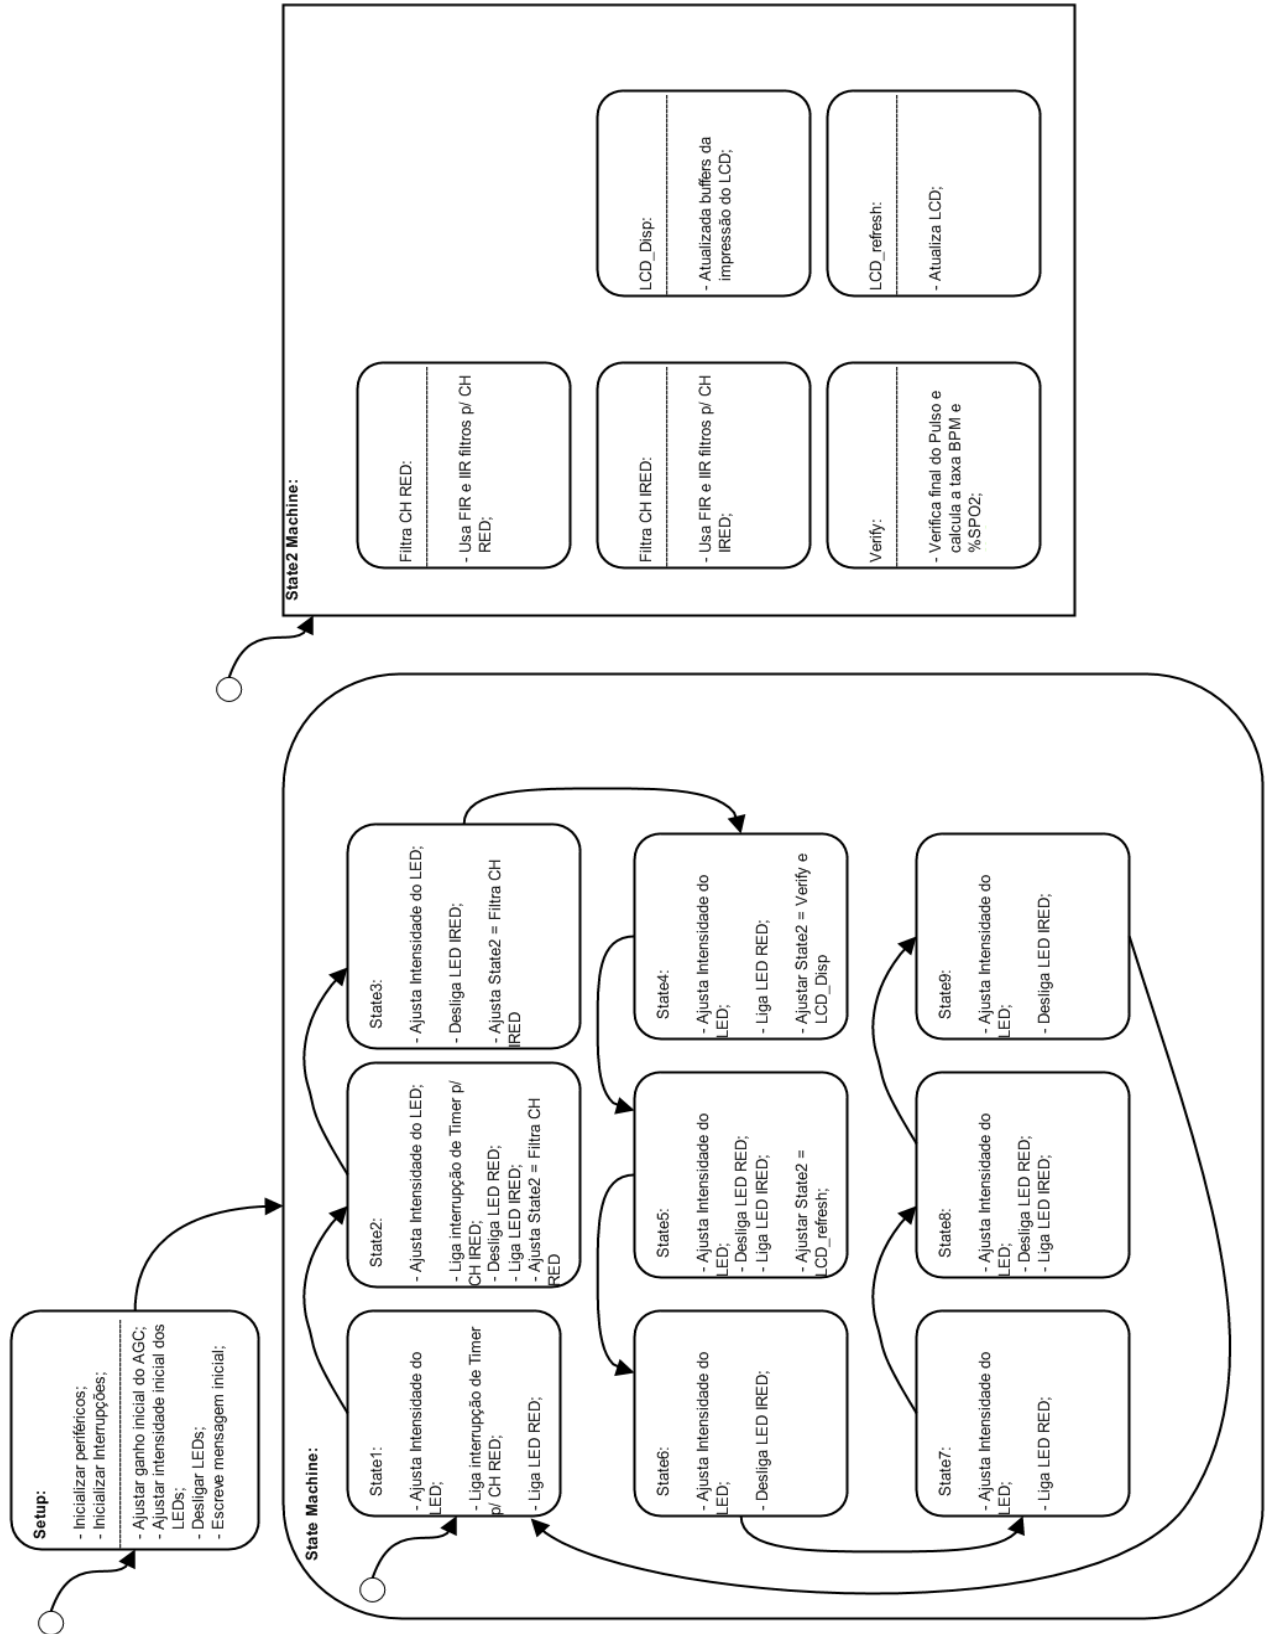 Setup:
- Inicializar periféricos;
- Inicializar Interrupções;
- Ajustar ganho inicial do AGC;
- Ajustar intensidade inicial dos
LEDs;
- Desligar LEDs;
- Escreve mensagem inicial;
State Machine:
State1:
- Ajusta Intensidade do
LED;
- Liga interrupção de Timer
p/ CH RED;
- Liga LED RED;
State2:
- Ajusta Intensidade do LED;
- Liga interrupção de Timer p/
CH IRED;
- Desliga LED RED;
- Liga LED IRED;
- Ajusta State2 = Filtra CH
RED
State3:
- Ajusta Intensidade do LED;
- Desliga LED IRED;
- Ajusta State2 = Filtra CH
IRED
State6:
- Ajusta Intensidade do
LED;
- Desliga LED IRED;
State5:
- Ajusta Intensidade do
LED;
- Desliga LED RED;
- Liga LED IRED;
- Ajustar State2 =
LCD_refresh;
State4:
- Ajusta Intensidade do
LED;
- Liga LED RED;
- Ajustar State2 = Verify e
LCD_Disp
State7:
- Ajusta Intensidade do
LED;
- Liga LED RED;
State8:
- Ajusta Intensidade do
LED;
- Desliga LED RED;
- Liga LED IRED;
State9:
- Ajusta Intensidade do
LED;
- Desliga LED IRED;
State2 Machine:
Filtra CH RED:
- Usa FIR e IIR filtros p/ CH
RED;
Filtra CH IRED:
- Usa FIR e IIR filtros p/ CH
IRED;
LCD_Disp:
- Atualizada buffers da
impressão do LCD;
Verify:
- Verifica final do Pulso e
calcula a taxa BPM e
%SPO2;
LCD_refresh:
- Atualiza LCD;